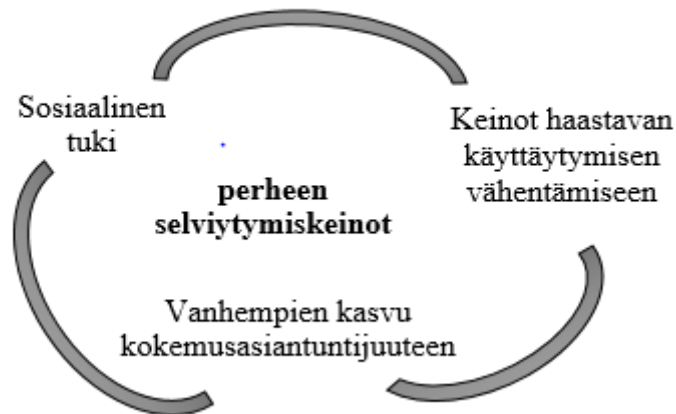 Sosiaalinen
tuki
Keinot haastavan
käyttäytymisen
vähentämiseen
perheen
selviytymiskeinot
Vanhempien kasvu
kokemusasiantuntijuuteen